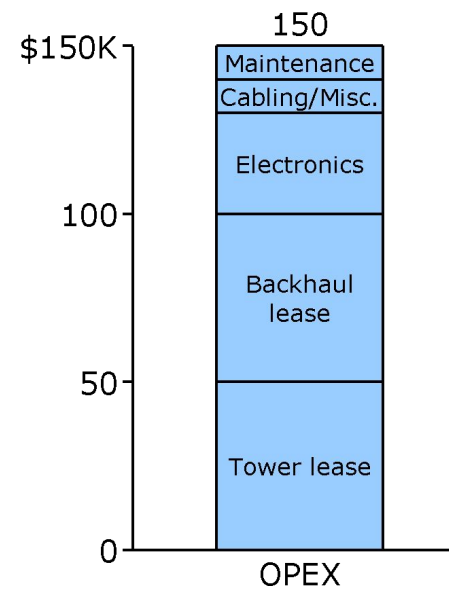 150
$150K
Maintenance
Cabling/Misc.
Electronics
100
Backhaul
lease
50
Tower lease
0
OPEX